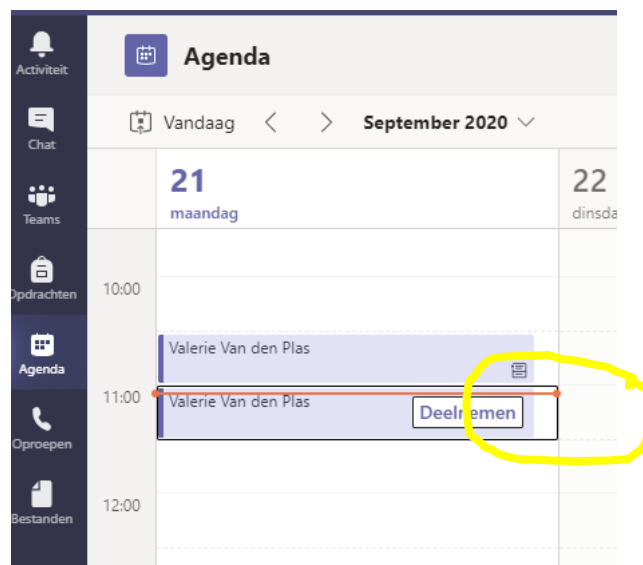 Activiteit
Chat
Teams
Opdrachten
Agenda
Oproepen
Bestanden
Agenda
Vandaag
September 2020
21
maandag
22
dinsda
10:00
Valerie Van den Plas
11:00
Valerie Van den Plas
Deelnemen
12:00